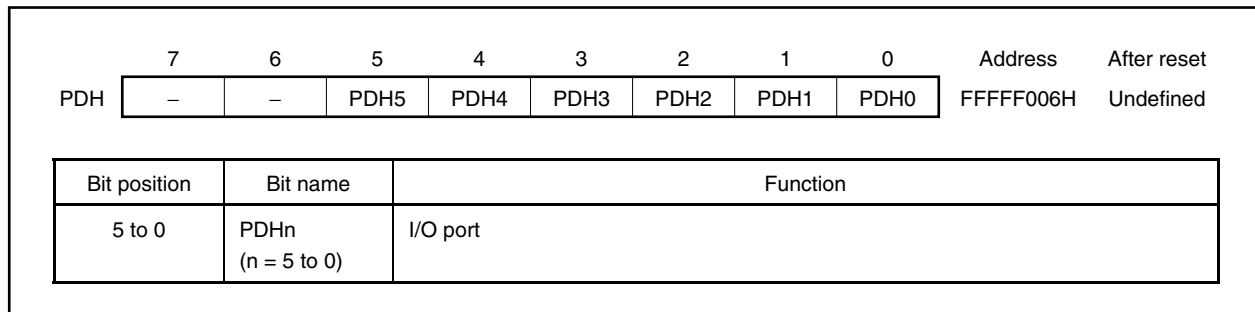 7 6 5 4 3 2 1 0 Address After reset
PDH – – PDH5 PDH4 PDH3 PDH2 PDH1 PDH0 FFFFF006H Undefined
Bit position Bit name Function
5 to 0 PDHn I/O port
(n = 5 to 0)